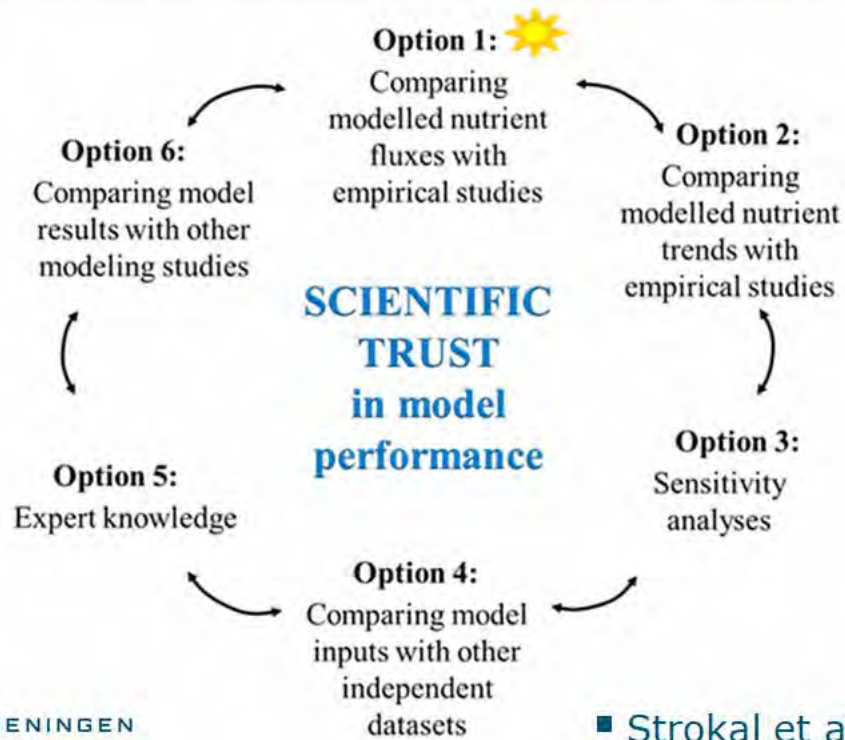 Option 1:
Comparing
modelled nutrient
fluxes with
empirical studies
Option 2:
Comparing
modelled nutrient
trends with
empirical studies
Option 3:
Sensitivity
analyses
Option 4:
Comparing model
inputs with other
independent
datasets
Option 5:
Expert knowledge
Option 6:
Comparing model
results with other
modeling studies
SCIENTIFIC
TRUST
in model
performance
ENINGEN
▪ Strokal et a